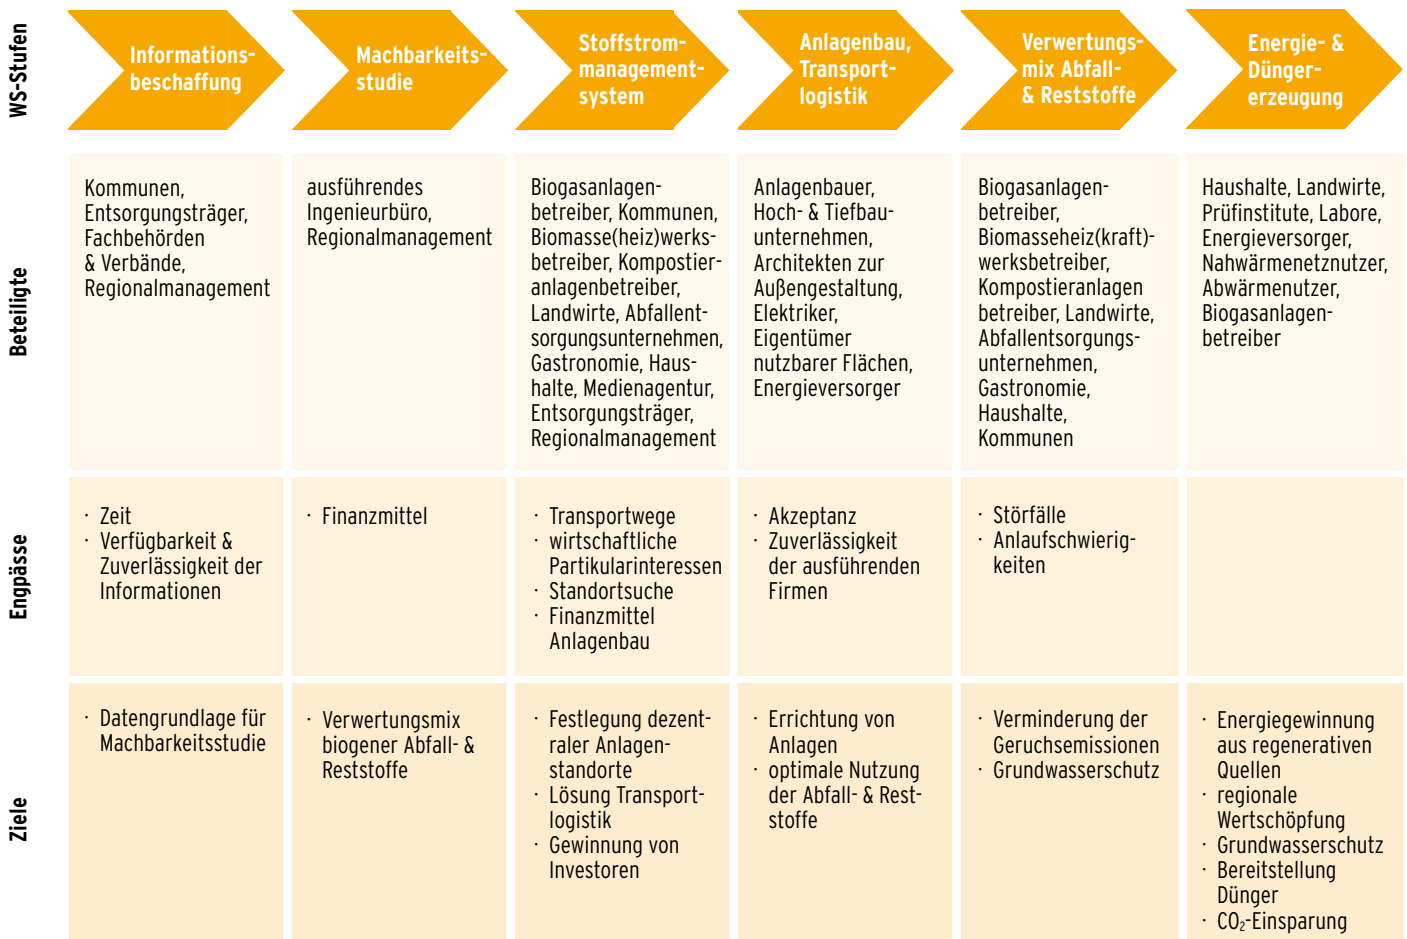 WS-Stufen
Informations-
beschaffung
Machbarkeits-
studie
Stoffstrom-
management-
system
Anlagenbau,
Transport-
logistik
Verwertungs-
mix Abfall-
& Reststoffe
Energie- &
Dünger-
erzeugung
Beteiligte
Kommunen,
Entsorgungsträger,
Fachbehörden
& Verbände,
Regionalmanagement
ausführendes
Ingenieurbüro,
Regionalmanagement
Biogasanlagen-
betreiber, Kommunen,
Biomasse(heiz)werks-
betreiber, Kompostier-
anlagenbetreiber,
Landwirte, Abfallent-
sorgungsunternehmen,
Gastronomie, Haus-
halte, Medienagentur,
Entsorgungsträger,
Regionalmanagement
Anlagenbauer,
Hoch- & Tiefbau-
unternehmen,
Architekten zur
Außengestaltung,
Elektriker,
Eigentümer
nutzbarer Flächen,
Energieversorger
Biogasanlagen-
betreiber,
Biomasseheiz(kraft)-
werksbetreiber,
Kompostieranlagen
betreiber, Landwirte,
Abfallentsorgungs-
unternehmen,
Gastronomie,
Haushalte,
Kommunen
Haushalte, Landwirte,
Prüfinstitute, Labore,
Energieversorger,
Nahwärmenetznutzer,
Abwärmenutzer,
Biogasanlagen-
betreiber
Engpässe
· Zeit
· Verfügbarkeit &
Zuverlässigkeit der
Informationen
· Finanzmittel
· Transportwege
· wirtschaftliche
Partikularinteressen
· Standortsuche
· Finanzmittel
Anlagenbau
· Akzeptanz
· Zuverlässigkeit
der ausführenden
Firmen
· Störfälle
· Anlaufschwierig-
keiten
Ziele
· Datengrundlage für
Machbarkeitsstudie
· Verwertungsmix
biogener Abfall- &
Reststoffe
· Festlegung dezent-
raler Anlagen-
standorte
· Lösung Transport-
logistik
· Gewinnung von
Investoren
· Errichtung von
Anlagen
· optimale Nutzung
der Abfall- & Rest-
stoffe
· Verminderung der
Geruchsemissionen
· Grundwasserschutz
· Energiegewinnung
aus regenerativen
Quellen
· regionale
Wertschöpfung
· Grundwasserschutz
· Bereitstellung
Dünger
· CO₂-Einsparung